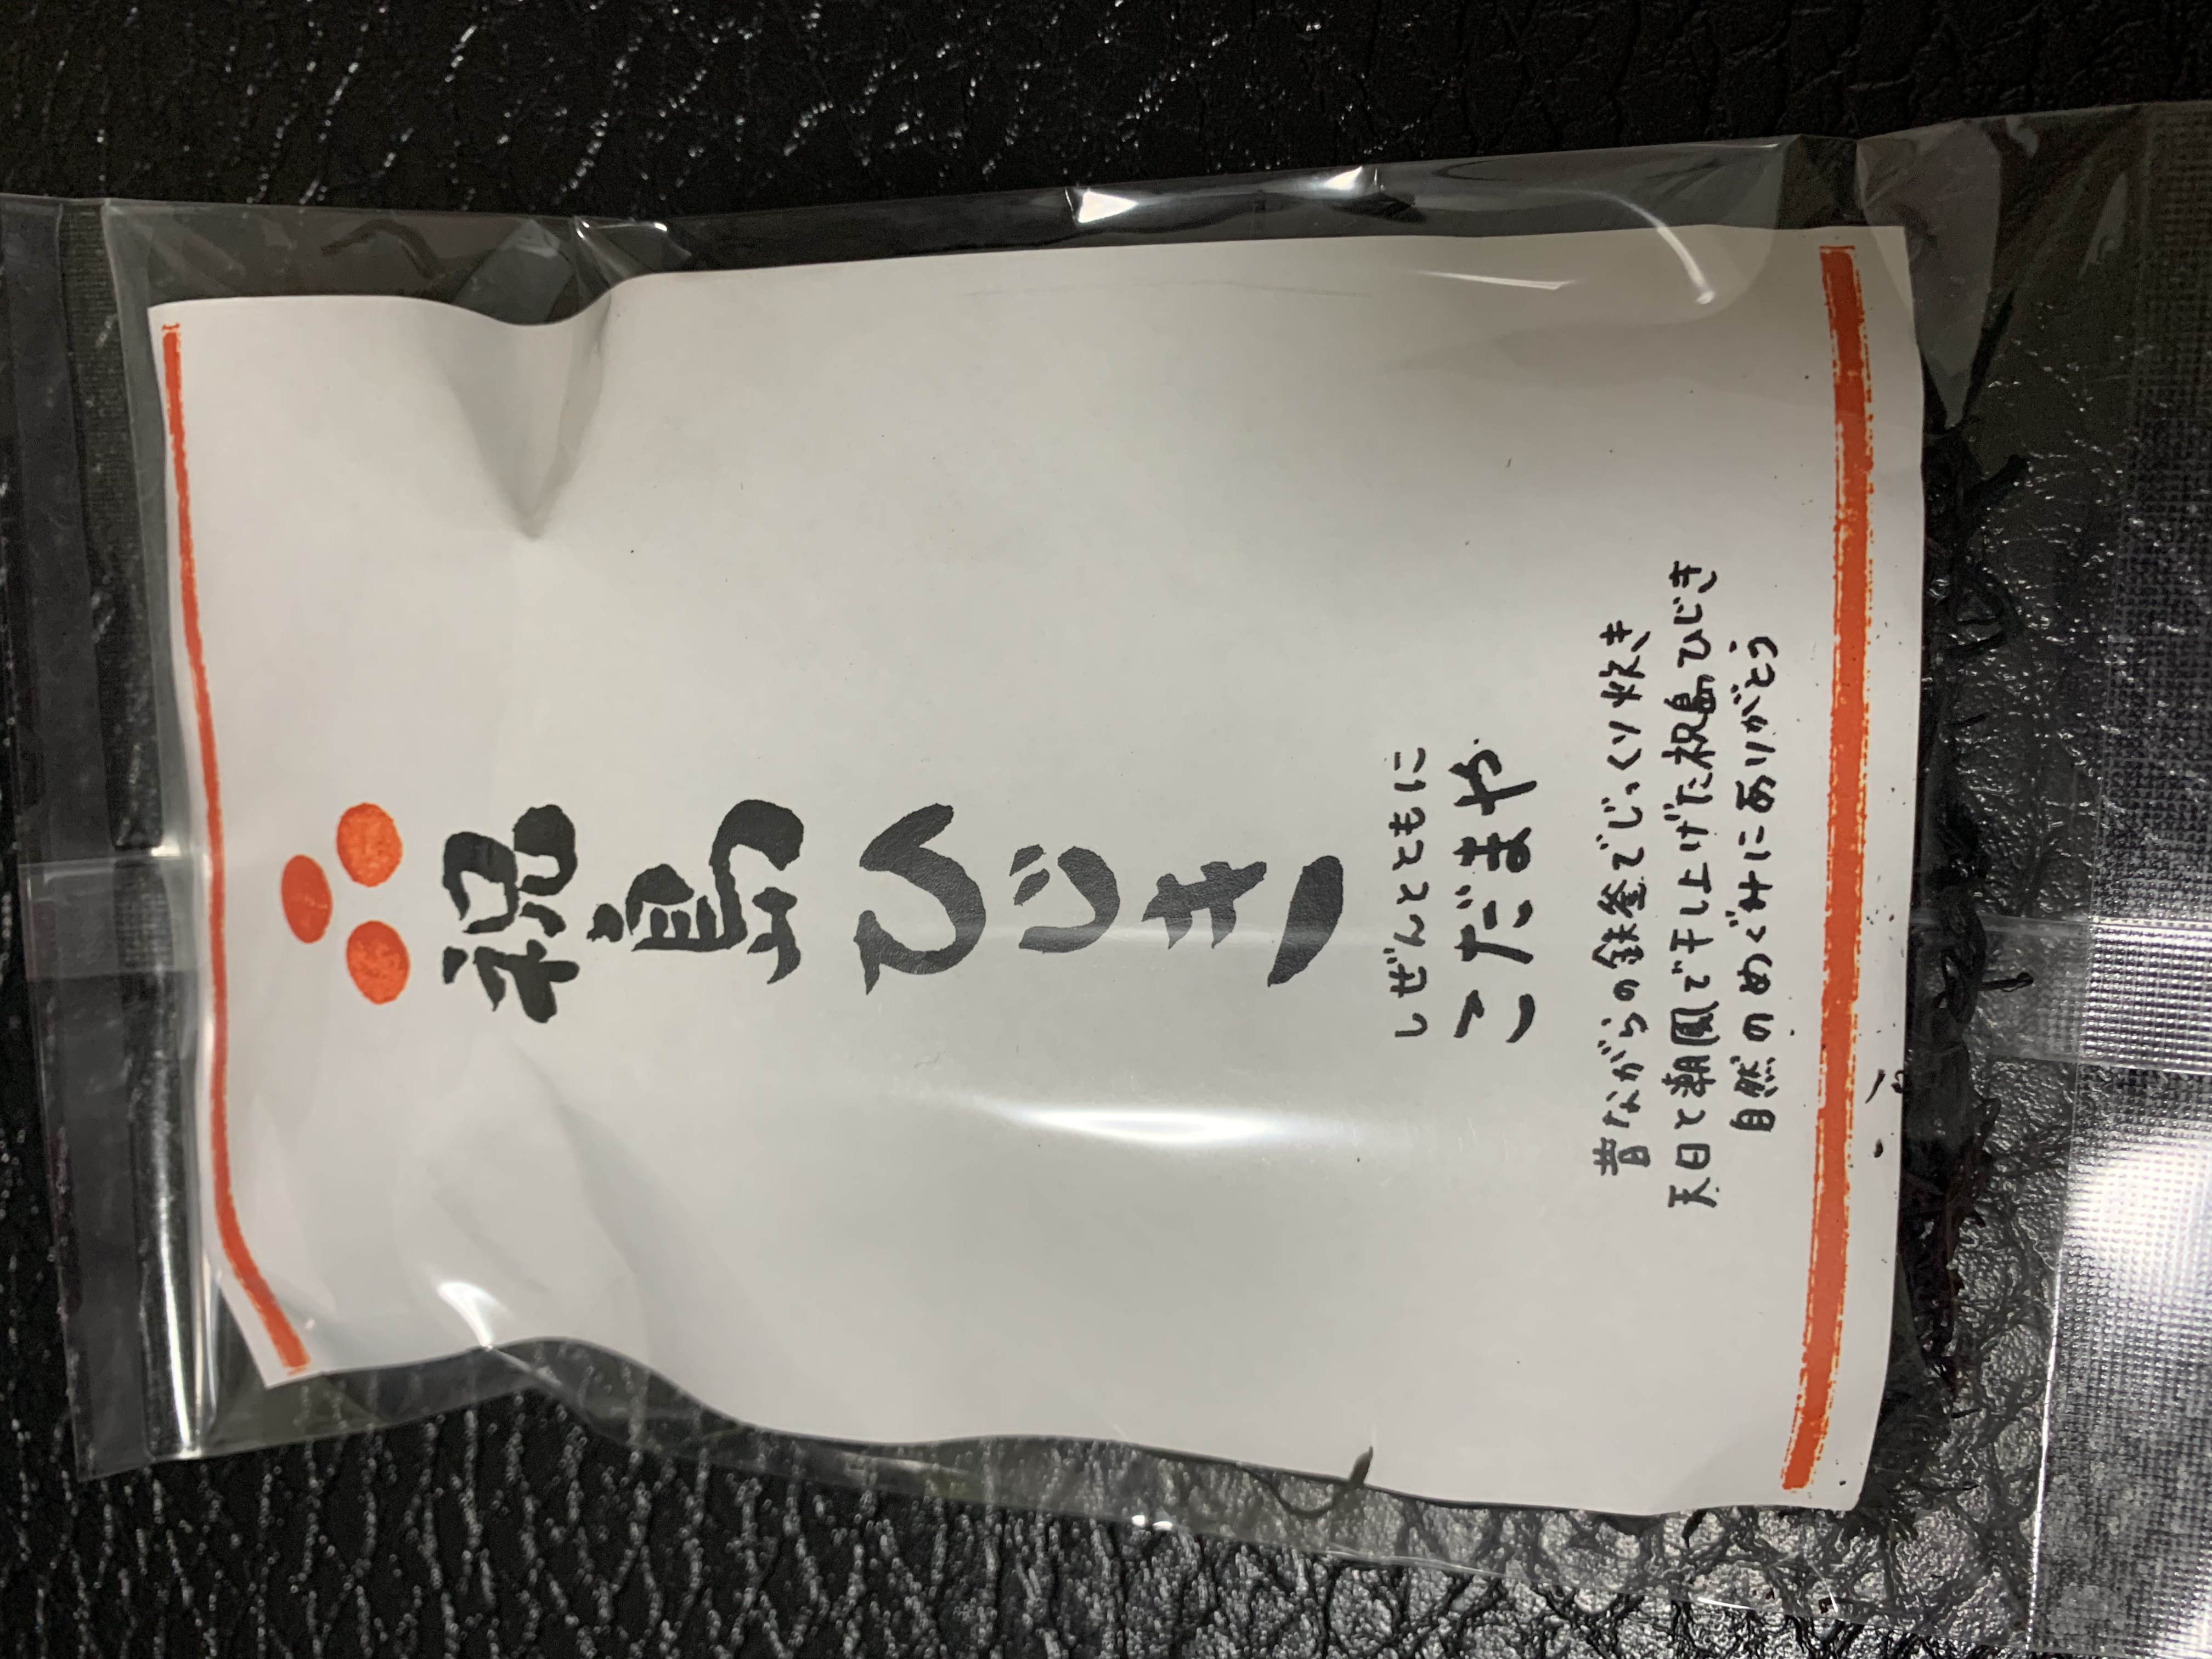 祝島ひじき
しぜんとともに
こだまや
昔ながらの鉄釜でじっくり炊き
天日と潮風で干し上げた祝島ひじき
自然のめぐみにありがとう